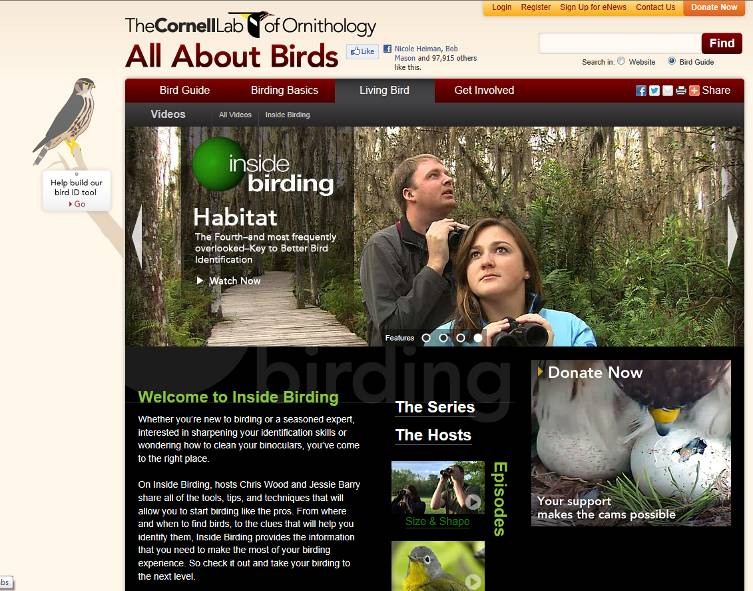 Login Register Sign Up for eNews Contact Us Donate Now
TheCornellLab of Ornithology
All About Birds
Like
Nicole Heiman, Bob
Mason and 97,915 others
like this.
Find
Search in: Website Bird Guide
Bird Guide Birding Basics Living Bird Get Involved Share
Videos All Videos Inside Birding
Help build our
bird ID tool
Go
inside
birding
Habitat
The Fourth–and most frequently
overlooked–Key to Better Bird
Identification
Watch Now
Features
birding
Welcome to Inside Birding
Whether you're new to birding or a seasoned expert,
interested in sharpening your identification skills or
wondering how to clean your binoculars, you've come
to the right place.
On Inside Birding, hosts Chris Wood and Jessie Barry
share all of the tools, tips, and techniques that will
allow you to start birding like the pros. From where
and when to find birds, to the clues that will help you
identify them, Inside Birding provides the information
that you need to make the most of your birding
experience. So check it out and take your birding to
the next level.
The Series
The Hosts
Episodes
Size & Shape
Donate Now
Your support
makes the cams possible